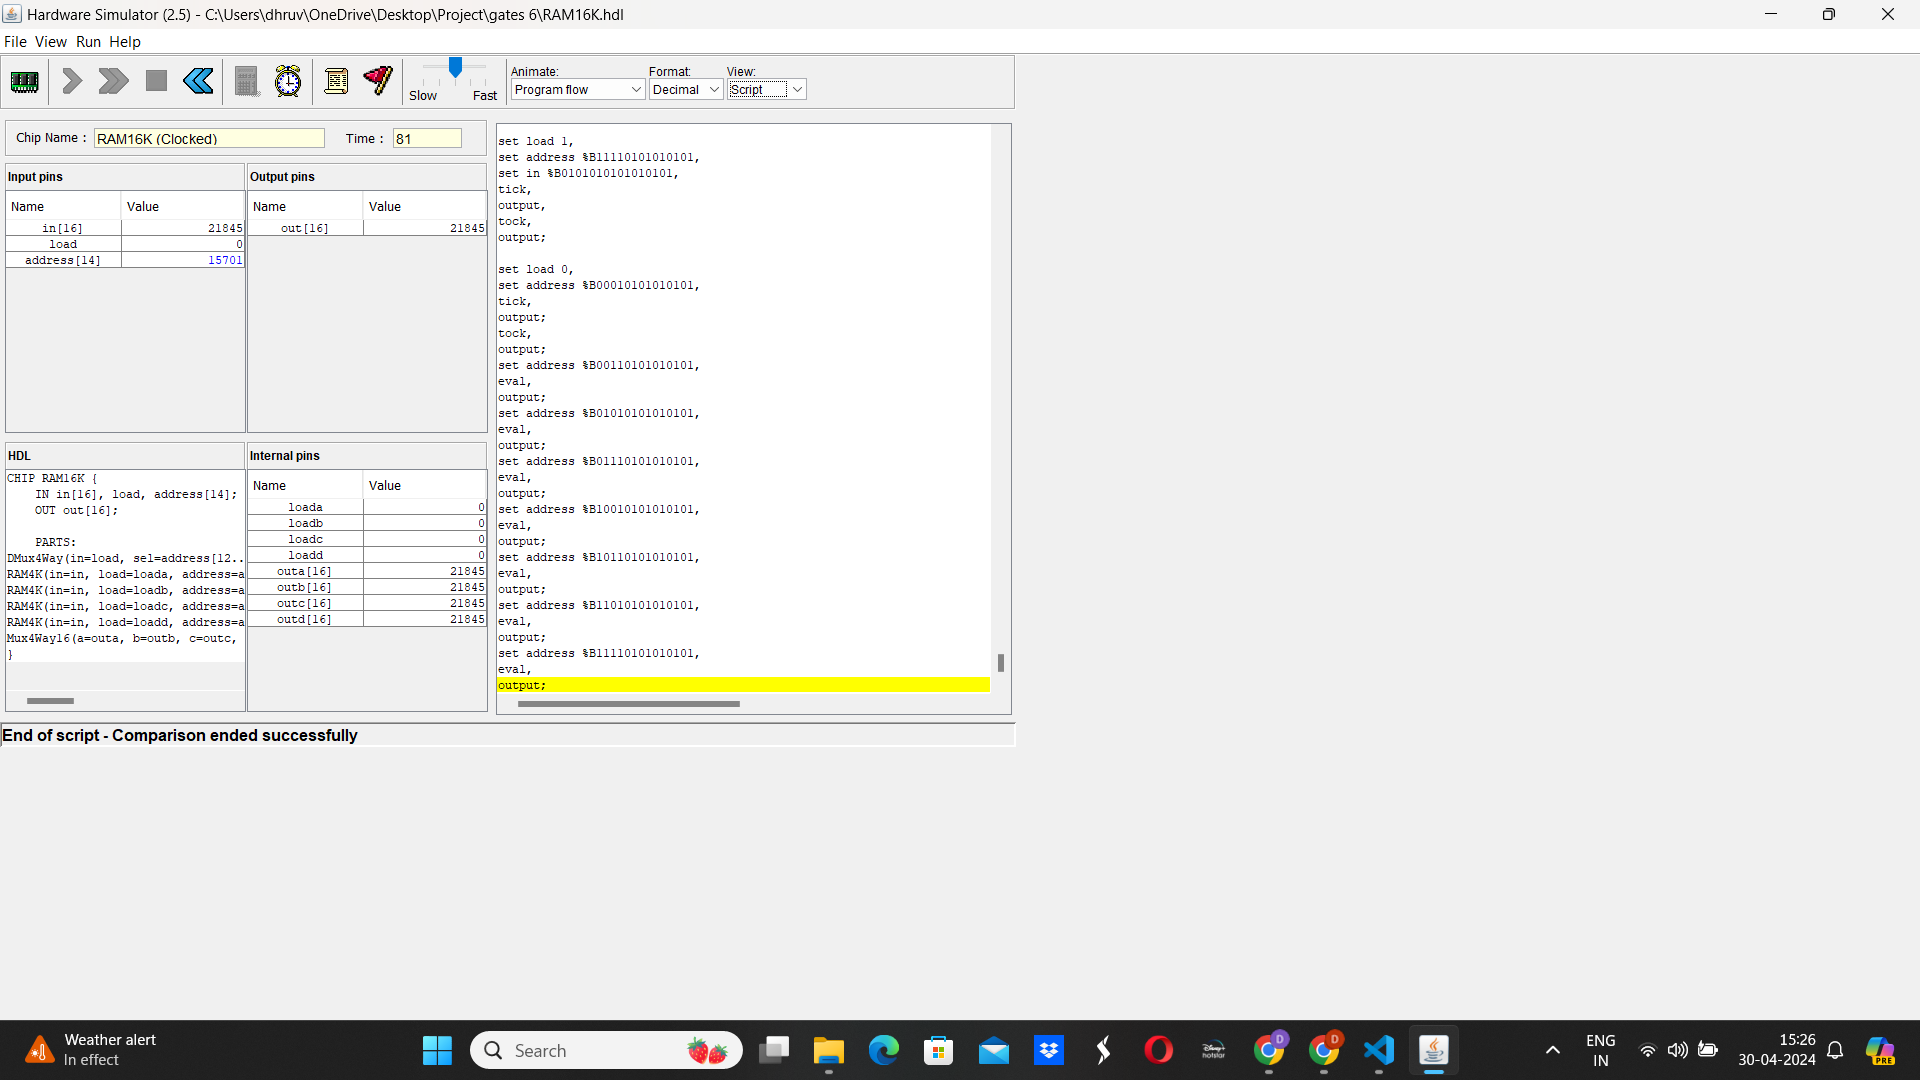 Hardware Simulator (2.5) - C:\Users\dhruv\OneDrive\Desktop\Project\gates 6\RAM16K.hdl
File View Run Help
Slow Fast
Animate:
Program flow
Format:
Decimal
View:
Script
Chip Name : RAM16K (Clocked) Time : 81
Input pins
Name Value
in[16] 21845
load 0
address[14] 15701
Output pins
Name Value
out[16] 21845
HDL
CHIP RAM16K {
IN in[16], load, address[14];
OUT out[16];
PARTS:
DMux4Way(in=load, sel=address[12..
RAM4K(in=in, load=loada, address=a
RAM4K(in=in, load=loadb, address=a
RAM4K(in=in, load=loadc, address=a
RAM4K(in=in, load=loadd, address=a
Mux4Way16(a=outa, b=outb, c=outc,
}
Internal pins
Name Value
loada 0
loadb 0
loadc 0
loadd 0
outa[16] 21845
outb[16] 21845
outc[16] 21845
outd[16] 21845
set load 1,
set address %B11110101010101,
set in %B0101010101010101,
tick,
output,
tock,
output;
set load 0,
set address %B00010101010101,
tick,
output;
tock,
output;
set address %B00110101010101,
eval,
output;
set address %B01010101010101,
eval,
output;
set address %B01110101010101,
eval,
output;
set address %B10010101010101,
eval,
output;
set address %B10110101010101,
eval,
output;
set address %B11010101010101,
eval,
output;
set address %B11110101010101,
eval,
output;
End of script - Comparison ended successfully
Weather alert
In effect
Search
D
D
disney+
hotstar
ENG
IN
15:26
30-04-2024
PRE